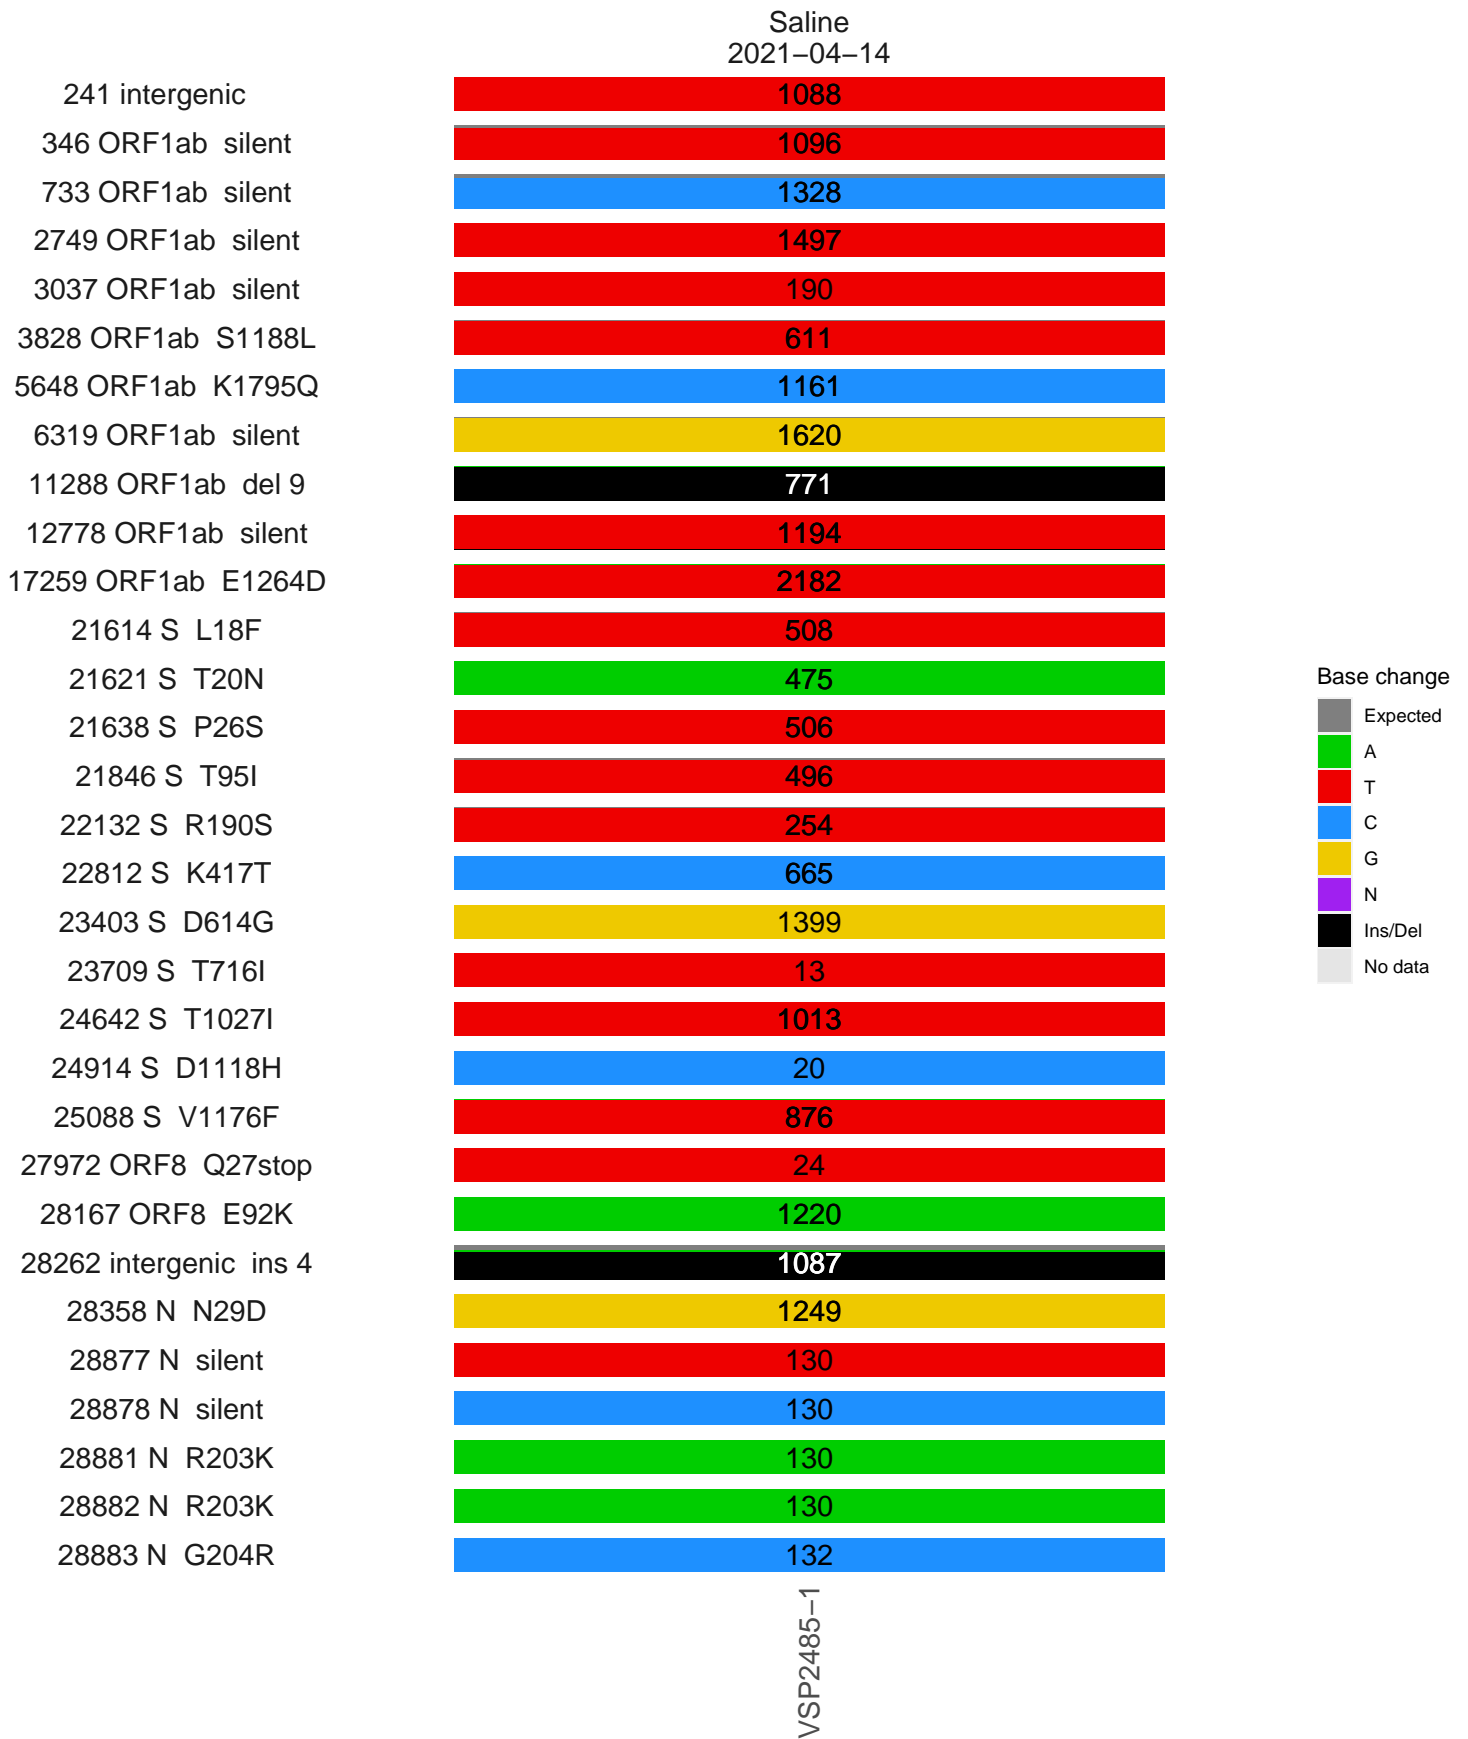 Saline
2021−04−14
241 intergenic 1088
346 ORF1ab silent 1096
733 ORF1ab silent 1328
2749 ORF1ab silent 1497
3037 ORF1ab silent 190
3828 ORF1ab S1188L 611
5648 ORF1ab K1795Q 1161
6319 ORF1ab silent 1620
11288 ORF1ab del 9 771
12778 ORF1ab silent 1194
17259 ORF1ab E1264D 2182
21614 S L18F 508
21621 S T20N 475
21638 S P26S 506
21846 S T95I 496
22132 S R190S 254
22812 S K417T 665
23403 S D614G 1399
23709 S T716I 13
24642 S T1027I 1013
24914 S D1118H 20
25088 S V1176F 876
27972 ORF8 Q27stop 24
28167 ORF8 E92K 1220
28262 intergenic ins 4 1087
28358 N N29D 1249
28877 N silent 130
28878 N silent 130
28881 N R203K 130
28882 N R203K 130
28883 N G204R 132
VSP2485−1
Base change
Expected
A
T
C
G
N
Ins/Del
No data